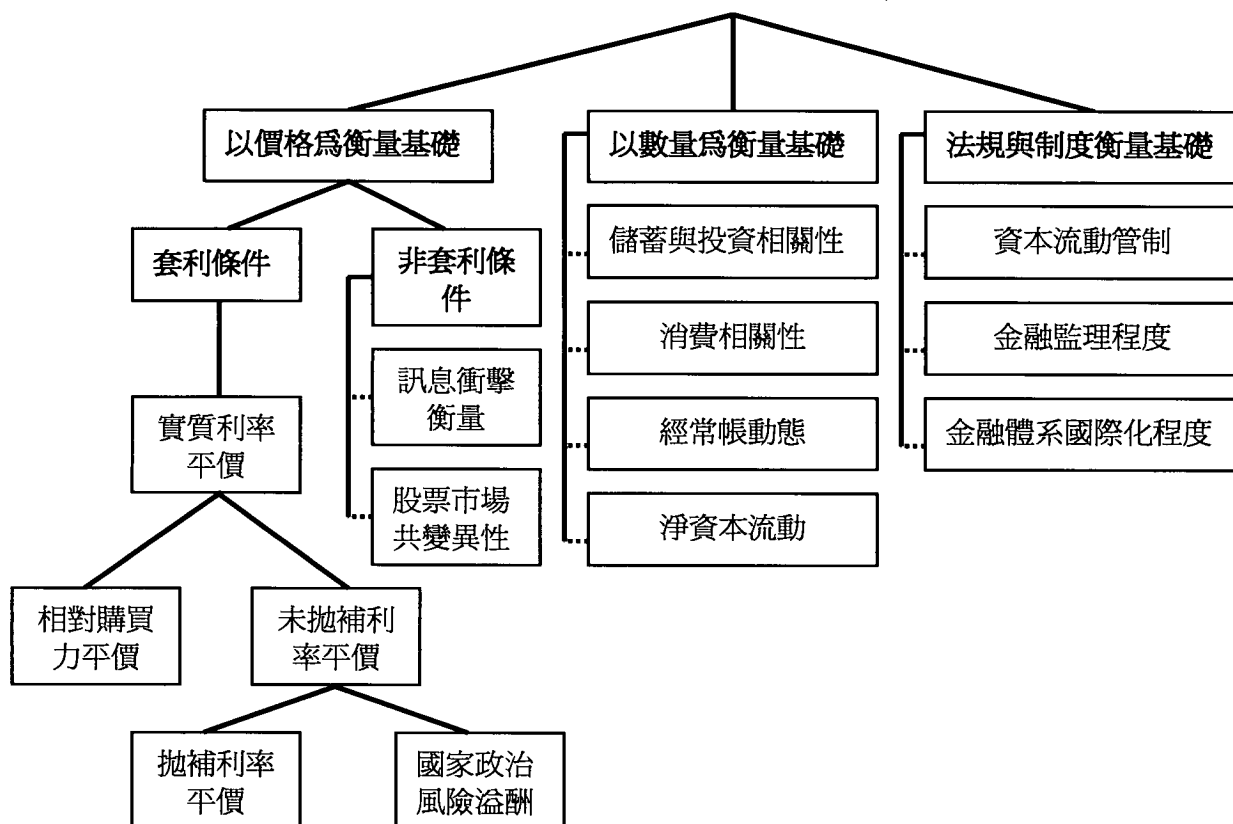 以價格爲衡量基礎
以數量爲衡量基礎
法規與制度衡量基礎
套利條件
非套利條
件
儲蓄與投資相關性
資本流動管制
訊息衝擊
衡量
消費相關性
金融監理程度
實質利率
平價
經常帳動態
金融體系國際化程度
股票市場
共變異性
淨資本流動
相對購買
力平價
未拋補利
率平價
拋補利率
平價
國家政治
風險溢酬